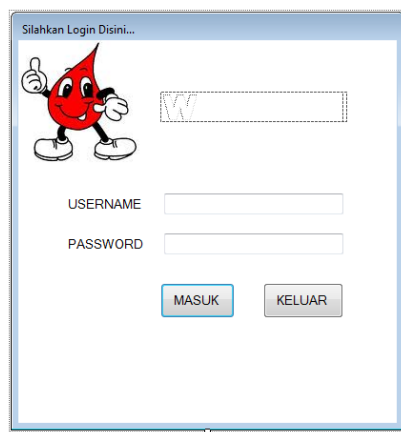 Silahkan Login Disini...
W
USERNAME
PASSWORD
MASUK
KELUAR